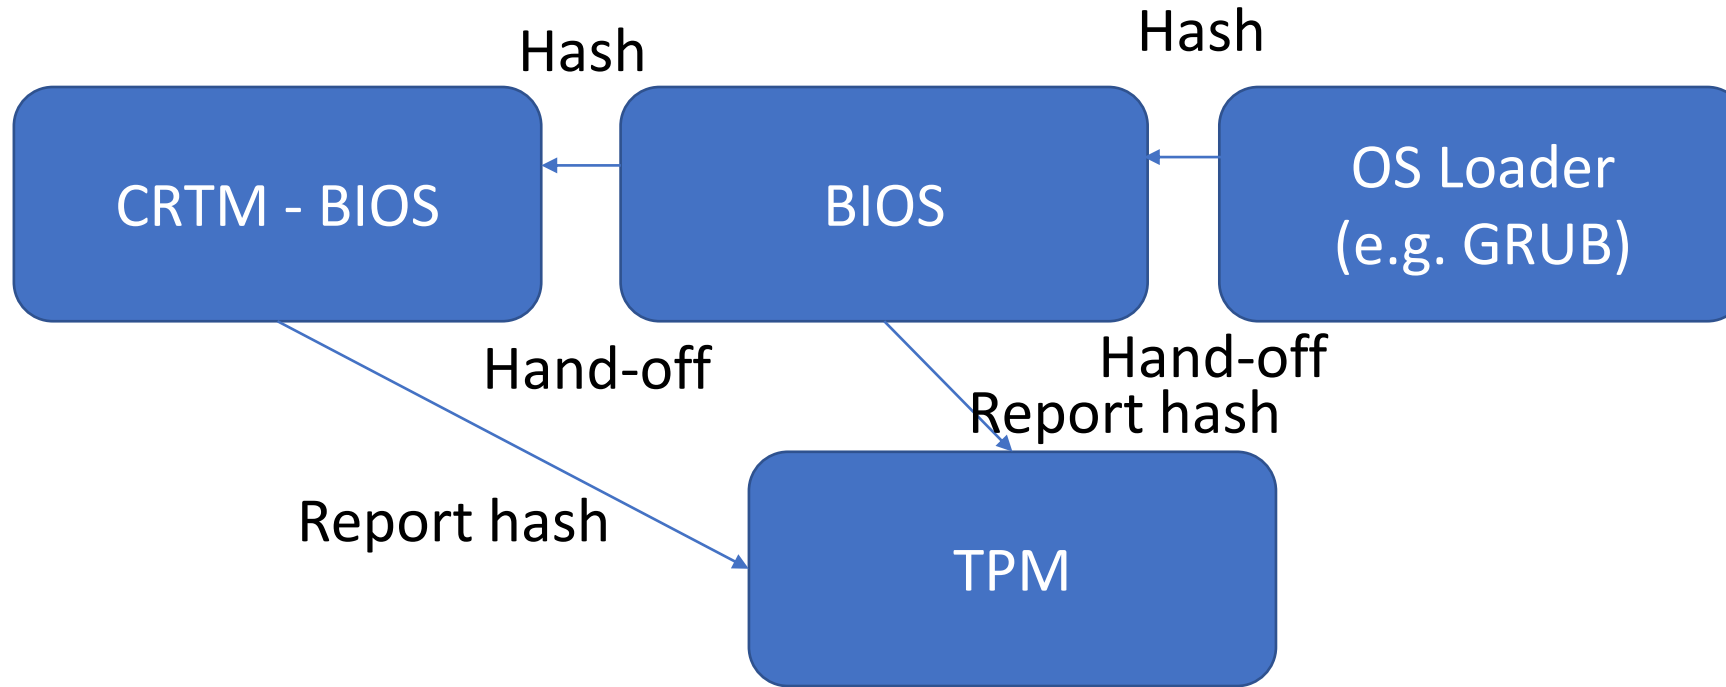 Hash
Hash
CRTM - BIOS
BIOS
OS Loader
(e.g. GRUB)
Hand-off
Hand-off
Report hash
Report hash
TPM